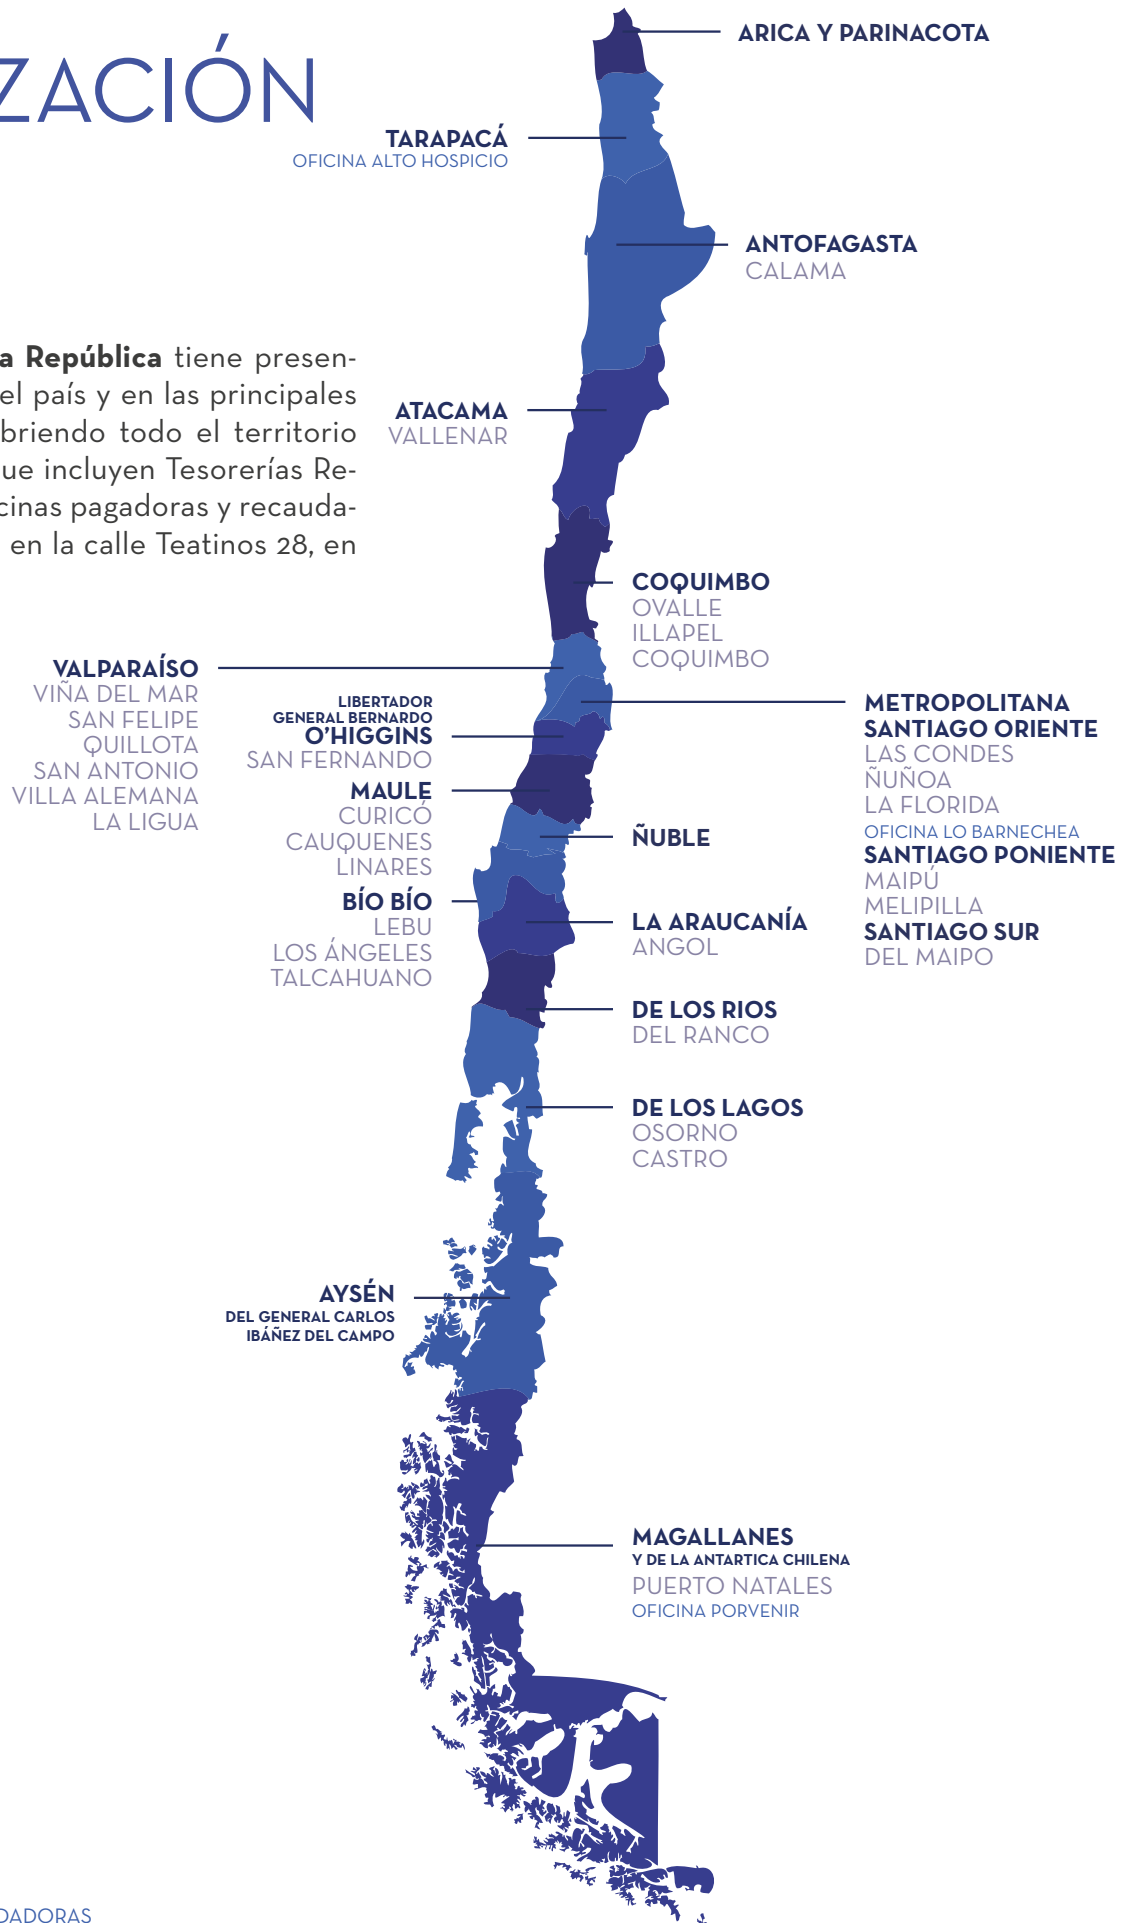 ZACIÓN
a República tiene presen-
el país y en las principales
briendo todo el territorio
ue incluyen Tesorerías Re-
cinas pagadoras y recauda-
en la calle Teatinos 28, en
ARICA Y PARINACOTA
TARAPACÁ
OFICINA ALTO HOSPICIO
ANTOFAGASTA
CALAMA
ATACAMA
VALLENAR
COQUIMBO
OVALLE
ILLAPEL
COQUIMBO
VALPARAÍSO
VIÑA DEL MAR
SAN FELIPE
QUILLOTA
SAN ANTONIO
VILLA ALEMANA
LA LIGUA
LIBERTADOR
GENERAL BERNARDO
O'HIGGINS
SAN FERNANDO
METROPOLITANA
SANTIAGO ORIENTE
LAS CONDES
ÑUÑOA
LA FLORIDA
OFICINA LO BARNECHEA
SANTIAGO PONIENTE
MAIPÚ
MELIPILLA
SANTIAGO SUR
DEL MAIPO
MAULE
CURICÓ
CAUQUENES
LINARES
ÑUBLE
BÍO BÍO
LEBU
LOS ÁNGELES
TALCAHUANO
LA ARAUCANÍA
ANGOL
DE LOS RIOS
DEL RANCO
DE LOS LAGOS
OSORNO
CASTRO
AYSÉN
DEL GENERAL CARLOS
IBÁÑEZ DEL CAMPO
MAGALLANES
Y DE LA ANTARTICA CHILENA
PUERTO NATALES
OFICINA PORVENIR
DADORAS